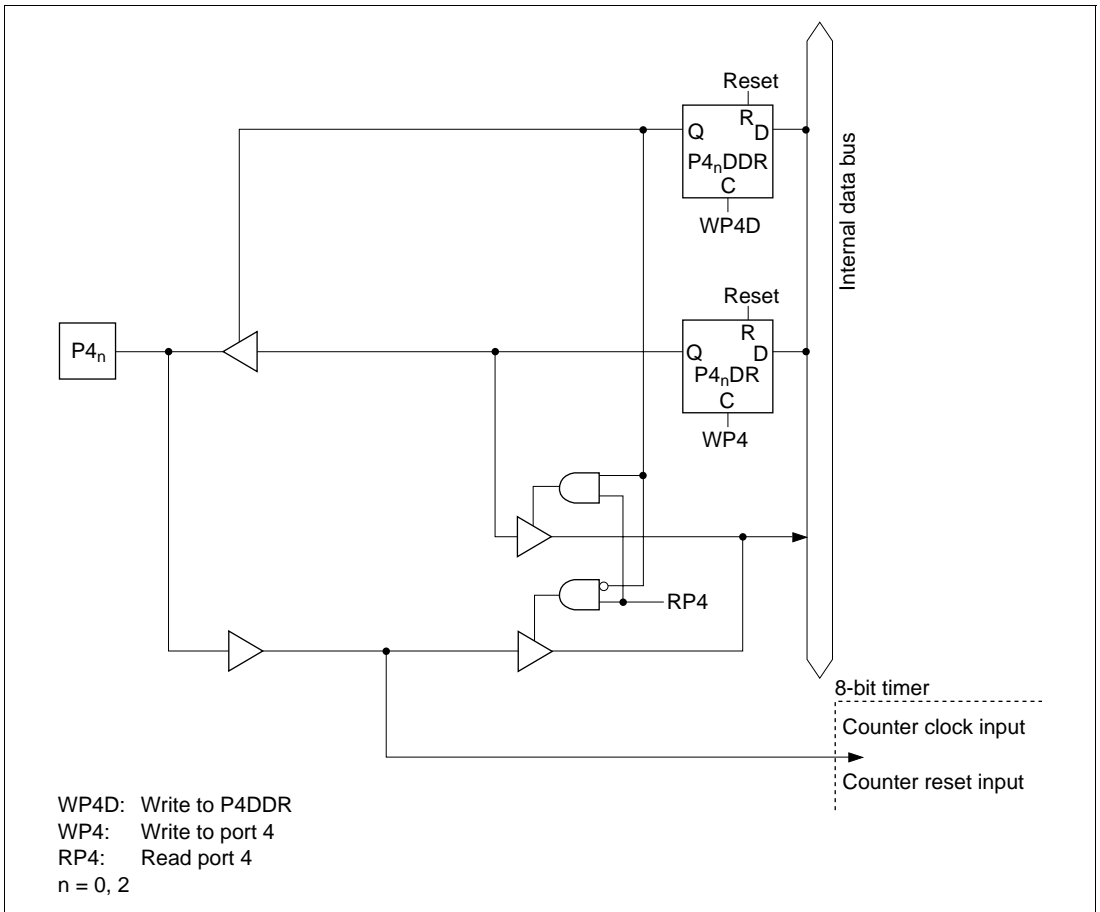 Reset
R
Q D
P4nDDR
C
WP4D
Internal data bus
Reset
R
P4n
Q D
P4nDR
C
WP4
RP4
8-bit timer
Counter clock input
Counter reset input
WP4D: Write to P4DDR
WP4: Write to port 4
RP4: Read port 4
n = 0, 2